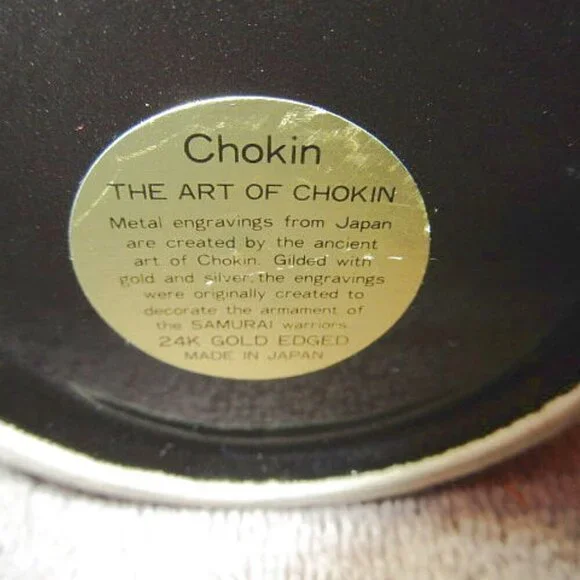 Chokin
THE ART OF CHOKIN
Metal engravings from Japan
are created by the ancient
art of Chokin. Gilded with
gold and silver, the engravings
were originally created to
decorate the armament of
the SAMURAI warriors.
24K GOLD EDGED
MADE IN JAPAN